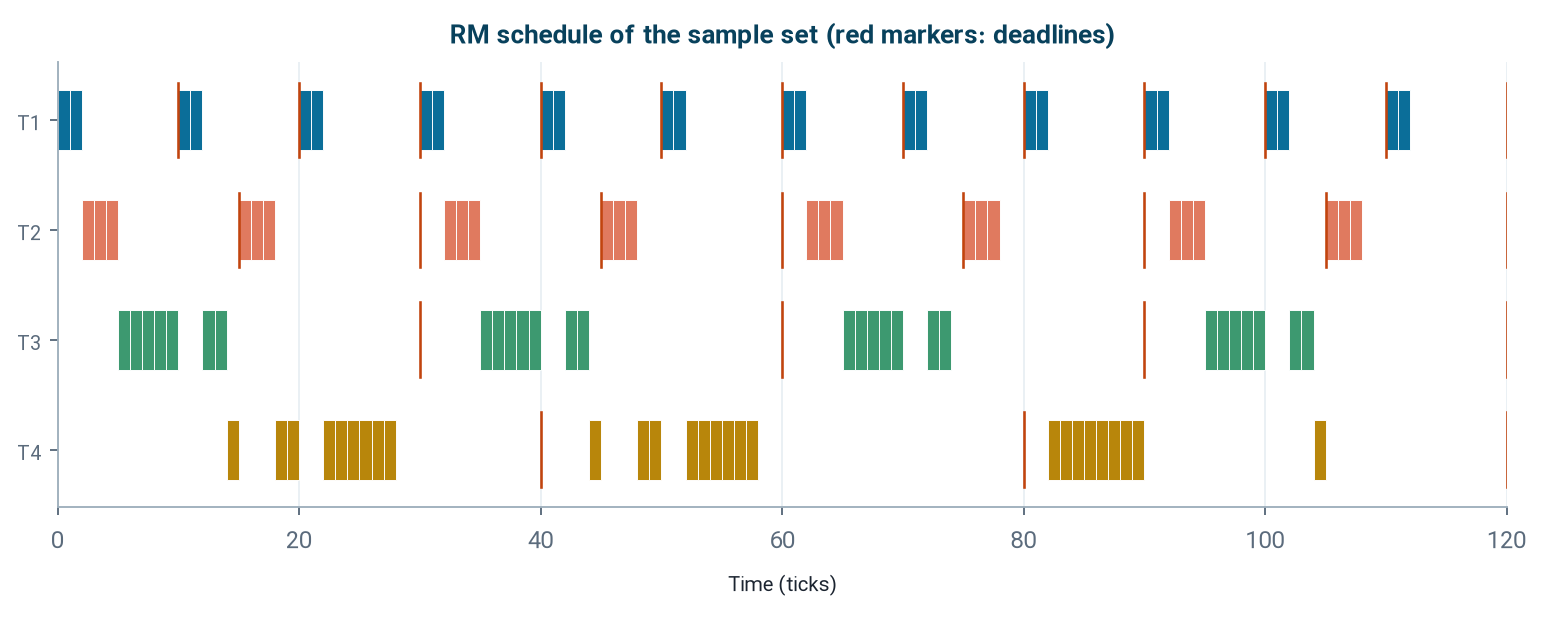 RM schedule of the sample set (red markers: deadlines)
T1
T2
T3
T4
0 20 40 60 80 100 120
Time (ticks)